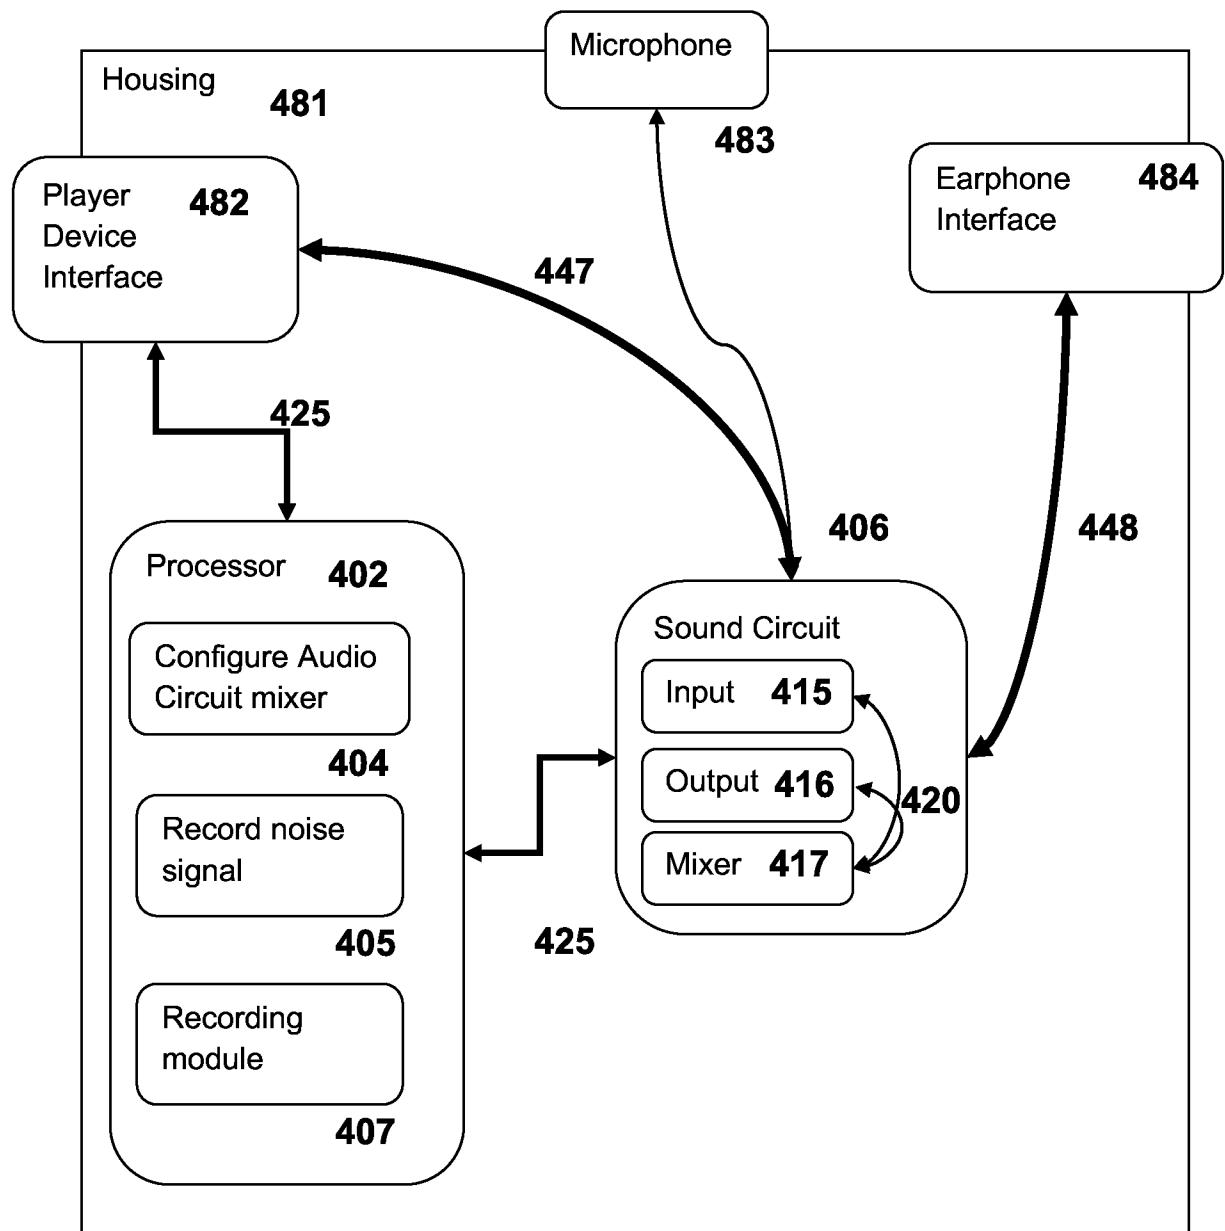 Microphone
Housing
481
483
Player
Device
Interface
482
Earphone
Interface
484
447
425
406
448
Processor 402
Configure Audio
Circuit mixer
404
Record noise
signal
405
Recording
module
407
Sound Circuit
Input 415
Output 416
420
Mixer 417
425